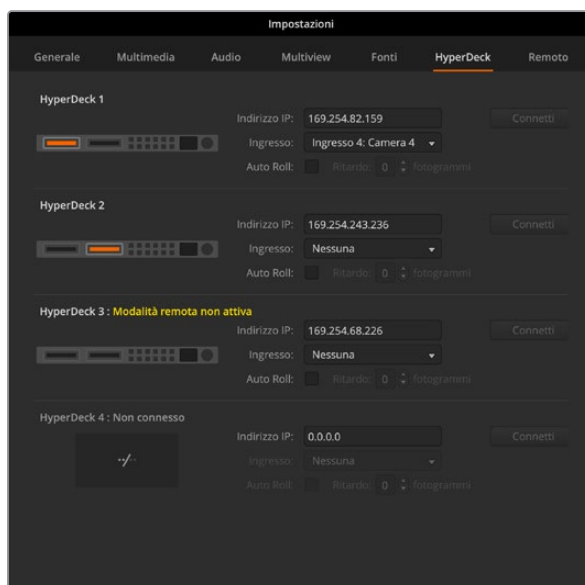 Impostazioni
Generale Multimedia Audio Multiview Fonti HyperDeck Remoto
HyperDeck 1
Indirizzo IP: 169.254.82.159 Connetti
Ingresso: Ingresso 4: Camera 4
Auto Roll: Ritardo: 0 fotogrammi
HyperDeck 2
Indirizzo IP: 169.254.243.236 Connetti
Ingresso: Nessuna
Auto Roll: Ritardo: 0 fotogrammi
HyperDeck 3 : Modalità remota non attiva
Indirizzo IP: 169.254.68.226 Connetti
Ingresso: Nessuna
Auto Roll: Ritardo: 0 fotogrammi
HyperDeck 4 : Non connesso
Indirizzo IP: 0.0.0.0 Connetti
Ingresso: Nessuna
Auto Roll: Ritardo: 0 fotogrammi